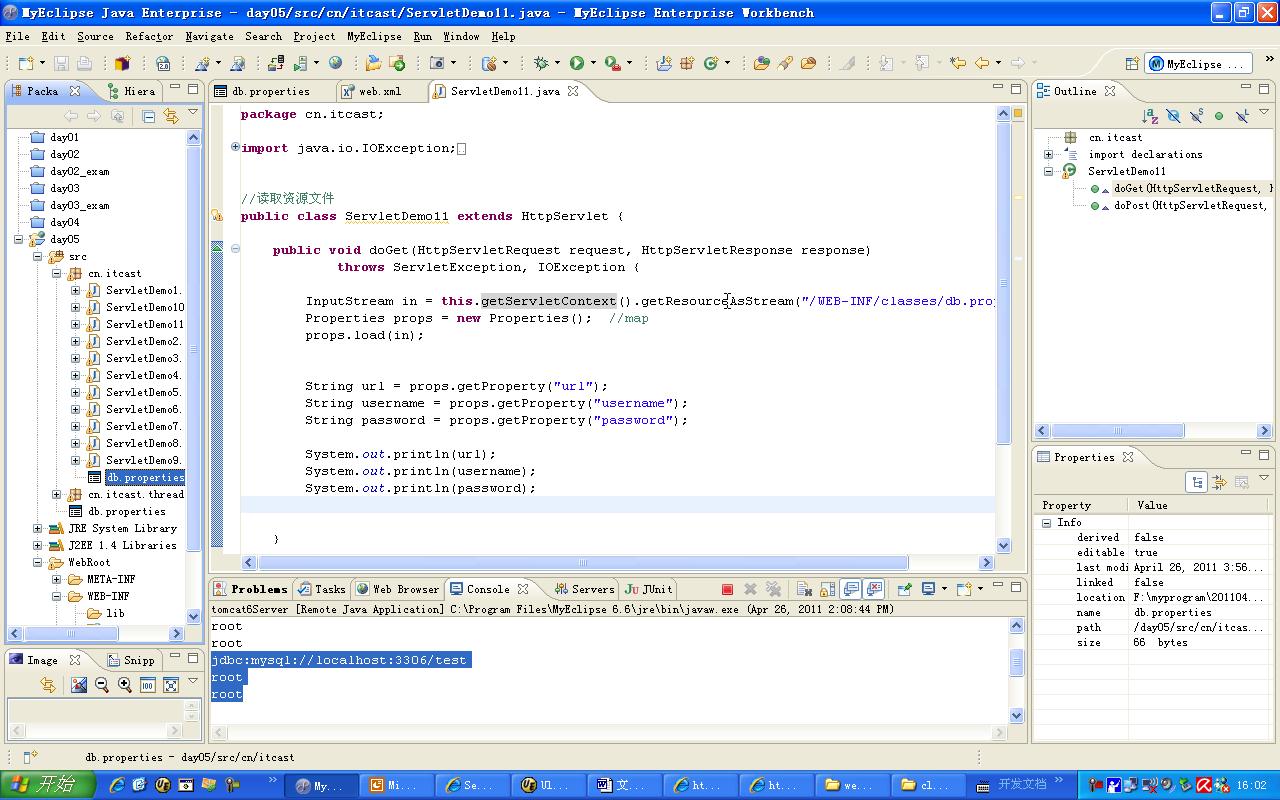 MyEclipse Java Enterprise - day05/src/cn/itcast/ServletDemo11.java - MyEclipse Enterprise Workbench
File Edit Source Refactor Navigate Search Project MyEclipse Run Window Help
MyEclipse ...
Packa
Hiera
day01
day02
day02_exam
day03
day03_exam
day04
day05
src
cn.itcast
ServletDemo1.
ServletDemo10
ServletDemo11
ServletDemo2.
ServletDemo3.
ServletDemo4.
ServletDemo5.
ServletDemo6.
ServletDemo7.
ServletDemo8.
ServletDemo9.
db.properties
cn.itcast.thread
db.properties
JRE System Library
J2EE 1.4 Libraries
WebRoot
META-INF
WEB-INF
lib
Image
Snipp
db.properties
web.xml
ServletDemo11.java
package cn.itcast;
import java.io.IOException;
//读取资源文件
public class ServletDemo11 extends HttpServlet {
public void doGet(HttpServletRequest request, HttpServletResponse response)
throws ServletException, IOException {
InputStream in = this.getServletContext().getResourceAsStream("/WEB-INF/classes/db.pro
Properties props = new Properties(); //map
props.load(in);
String url = props.getProperty("url");
String username = props.getProperty("username");
String password = props.getProperty("password");
System.out.println(url);
System.out.println(username);
System.out.println(password);
}
Problems Tasks Web Browser Console Servers JUnit
tomcat6Server [Remote Java Application] C:\Program Files\MyEclipse 6.6\jre\bin\javaw.exe (Apr 26, 2011 2:08:44 PM)
root
root
jdbc:mysql://localhost:3306/test
root
root
Outline
cn.itcast
import declarations
ServletDemo11
doGet(HttpServletRequest, H
doPost(HttpServletRequest,
Properties
Property Value
Info
derived false
editable true
last modi April 26, 2011 3:56...
linked false
location F:\myprogram\201104...
name db.properties
path /day05/src/cn/itcas...
size 66 bytes
db.properties - day05/src/cn/itcast
开始
My...
Mi...
Se...
Ul...
文...
ht...
ht...
we...
cl...
开发文档
16:02